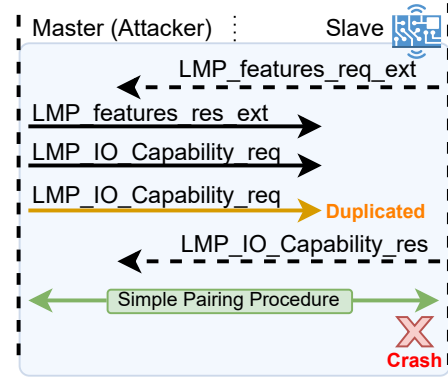 Master (Attacker) Slave
LMP_features_req_ext
LMP_features_res_ext
LMP_IO_Capability_req
LMP_IO_Capability_req
Duplicated
LMP_IO_Capability_res
Simple Pairing Procedure
Crash